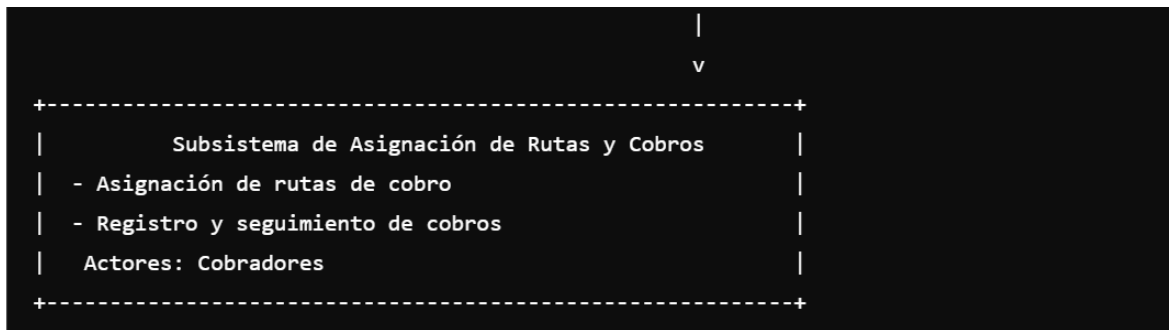 |
v
+-----------------------------------------------------------+
|          Subsistema de Asignación de Rutas y Cobros       |
|  - Asignación de rutas de cobro                           |
|  - Registro y seguimiento de cobros                       |
|   Actores: Cobradores                                     |
+-----------------------------------------------------------+